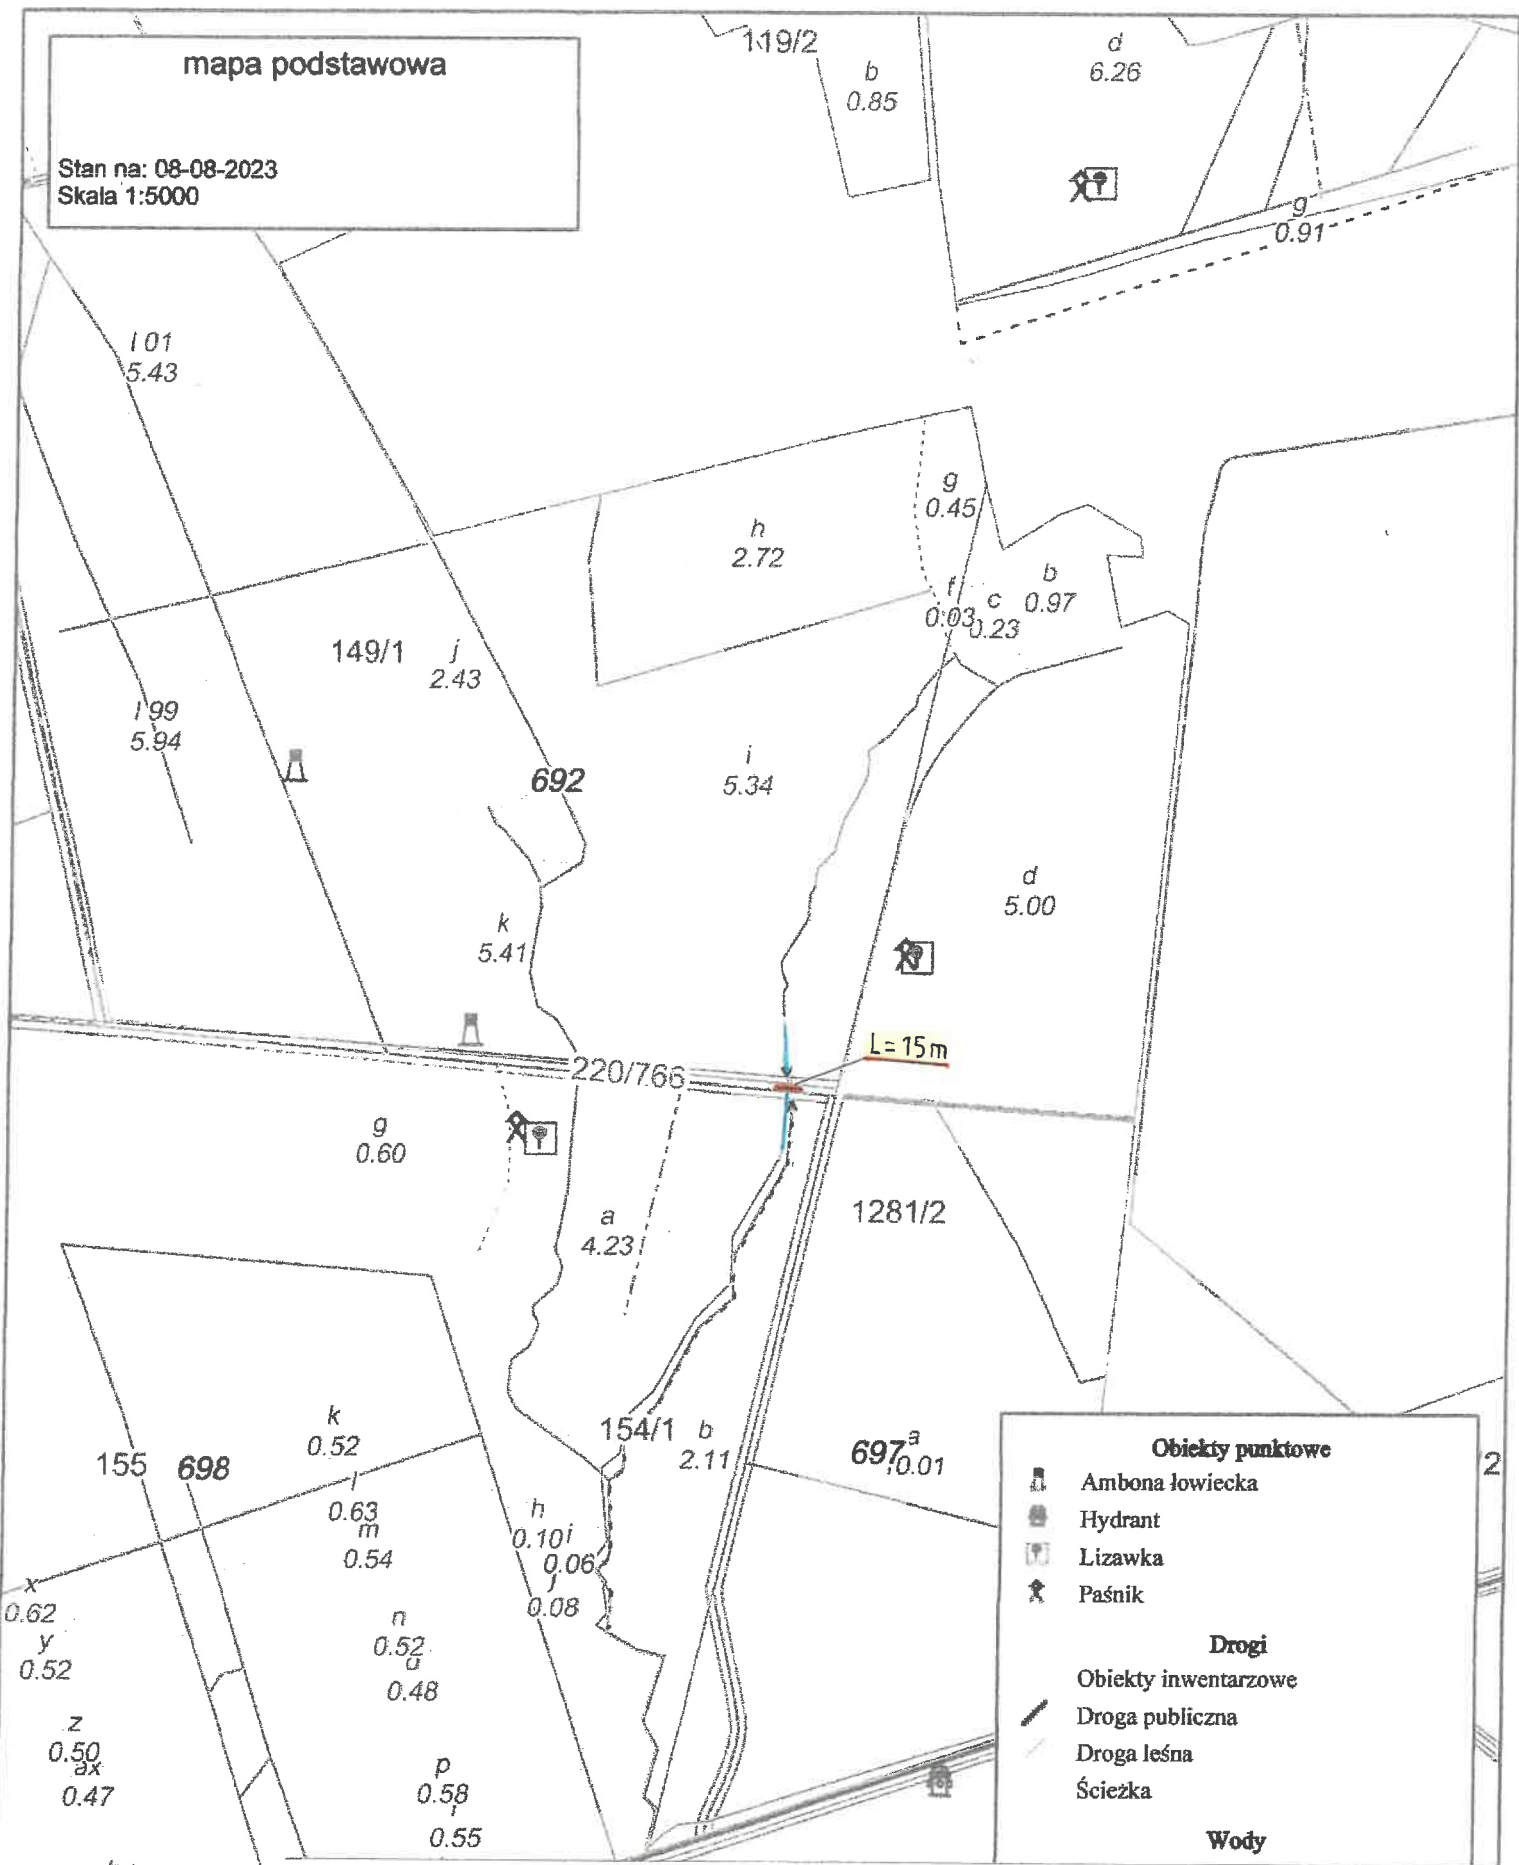 mapa podstawowa
Stan na: 08-08-2023
Skala 1:5000
119/2
b
0.85
d
6.26
g
0.91
l 01
5.43
g
0.45
h
2.72
f
0.03
c
0.23
b
0.97
149/1
j
2.43
l 99
5.94
692
i
5.34
d
5.00
k
5.41
L=15m
220/766
g
0.60
a
4.23
1281/2
154/1
b
2.11
697
a
0.01
155
698
k
0.52
l
0.63
m
0.54
h
0.10
i
0.06
j
0.08
x
0.62
y
0.52
n
0.52
0.48
z
0.50
ax
0.47
p
0.58
r
0.55
Obiekty punktowe
Ambona łowiecka
Hydrant
Lizawka
Paśnik
Drogi
Obiekty inwentarzowe
Droga publiczna
Droga leśna
Ścieżka
Wody
/2